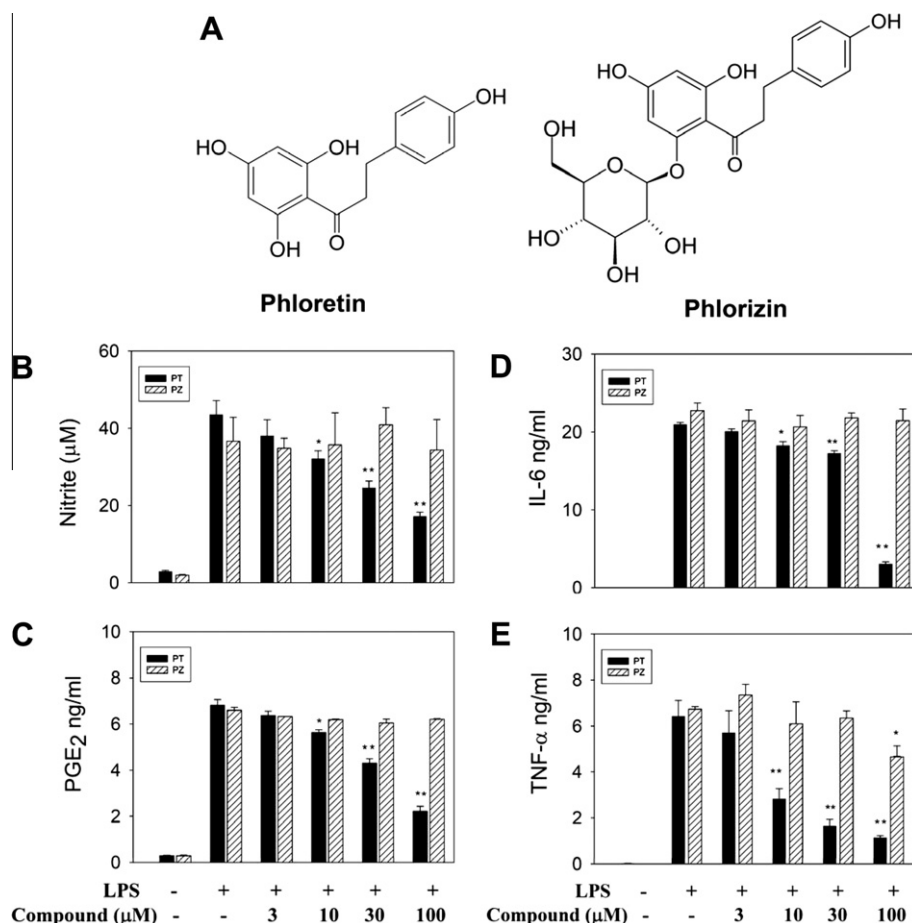 A
OH
HO
OH
OH
O
Phloretin
OH
HO
OH
OH
O
O
O
HO
OH
OH
Phlorizin
B
60
40
20
0
Nitrite (μM)
PT
PZ
*
**
**
D
30
20
10
0
IL-6 ng/ml
PT
PZ
*
**
**
C
10
8
6
4
2
0
PGE2 ng/ml
PT
PZ
*
**
**
E
10
8
6
4
2
0
TNF-α ng/ml
PT
PZ
**
**
**
*
LPS - + + + + + - + + + + +
Compound (μM) - - 3 10 30 100 - - 3 10 30 100